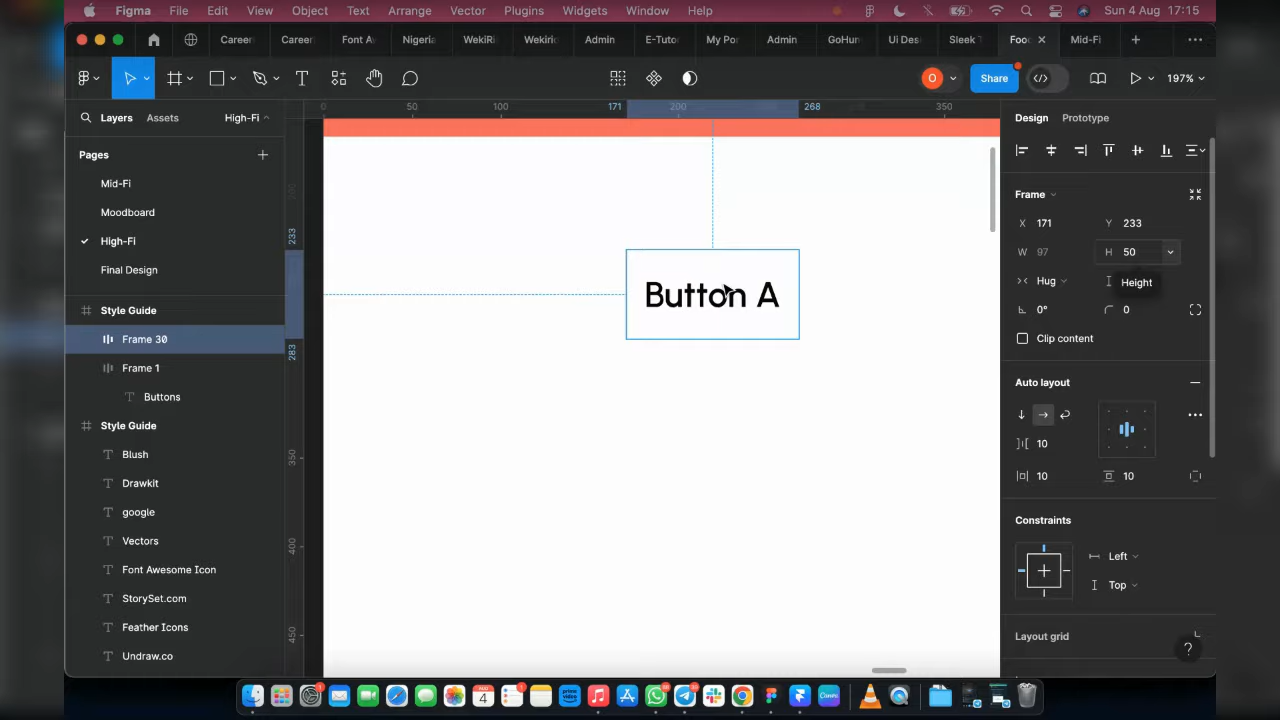 Figma File Edit View Object Text Arrange Vector Plugins Widgets Window Help Sun 4 Aug 17:15
Career Career Font A Nigeria WekiRi Wekiri Admin E-Tutor My Por Admin GoHun Ui Des Sleek T Food Mid-Fi
O Share 197%
0 50 100 171 200 268 350
Layers Assets High-Fi
Design Prototype
Pages
Mid-Fi
Moodboard
High-Fi
Final Design
Style Guide
Frame 30
Frame 1
Buttons
Style Guide
Blush
Drawkit
google
Vectors
Font Awesome Icon
StorySet.com
Feather Icons
Undraw.co
233
283
350
400
450
Button A
Frame
X 171 Y 233
W 97 H 50
Hug Height
0° 0
Clip content
Auto layout
10
10 10
Constraints
Left
Top
Layout grid
?